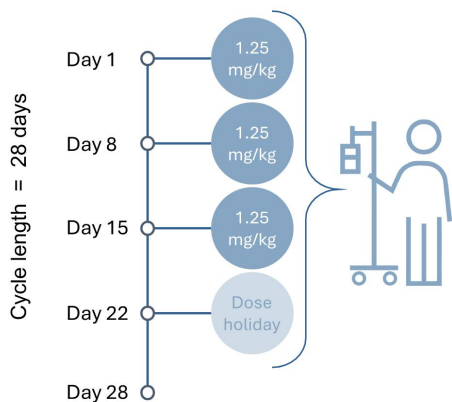 Cycle length = 28 days
Day 1
1.25
mg/kg
Day 8
1.25
mg/kg
Day 15
1.25
mg/kg
Day 22
Dose
holiday
Day 28